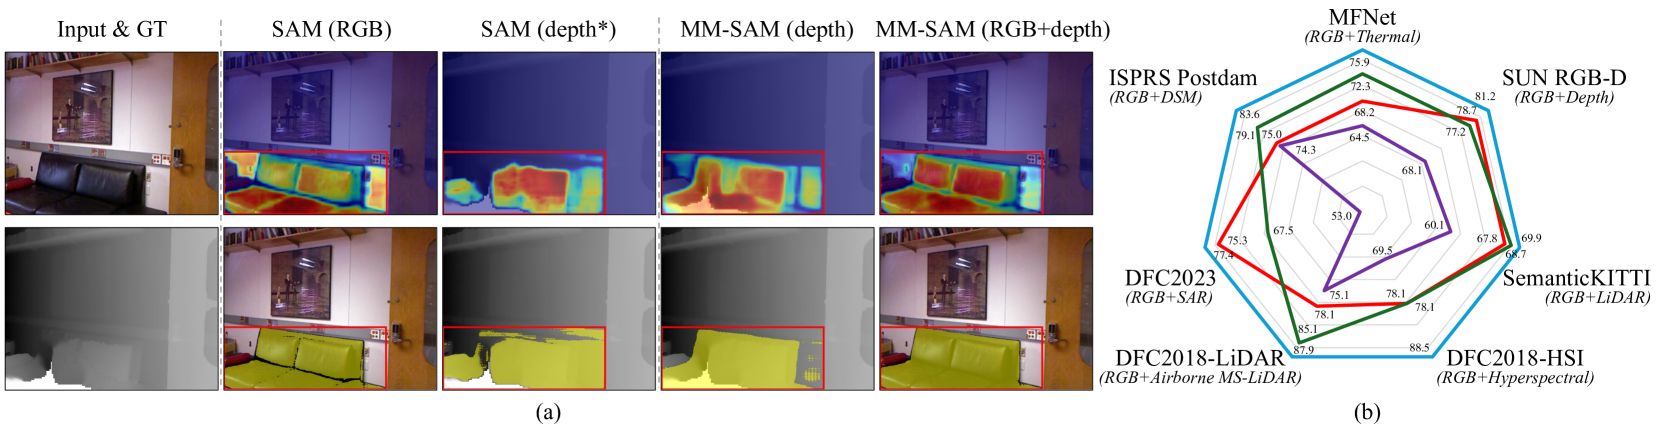 Input & GT
SAM (RGB)
SAM (depth*)
MM-SAM (depth)
MM-SAM (RGB+depth)
(a)
MFNet
(RGB+Thermal)
ISPRS Postdam
(RGB+DSM)
SUN RGB-D
(RGB+Depth)
75.9
72.3
68.2
64.5
81.2
78.7
77.2
68.1
83.6
79.1
75.0
74.3
53.0
60.1
67.5
75.3
77.4
67.8
69.9
68.7
69.5
DFC2023
(RGB+SAR)
SemanticKITTI
(RGB+LiDAR)
75.1
78.1
78.1
78.1
85.1
87.9
88.5
DFC2018-LiDAR
(RGB+Airborne MS-LiDAR)
DFC2018-HSI
(RGB+Hyperspectral)
(b)